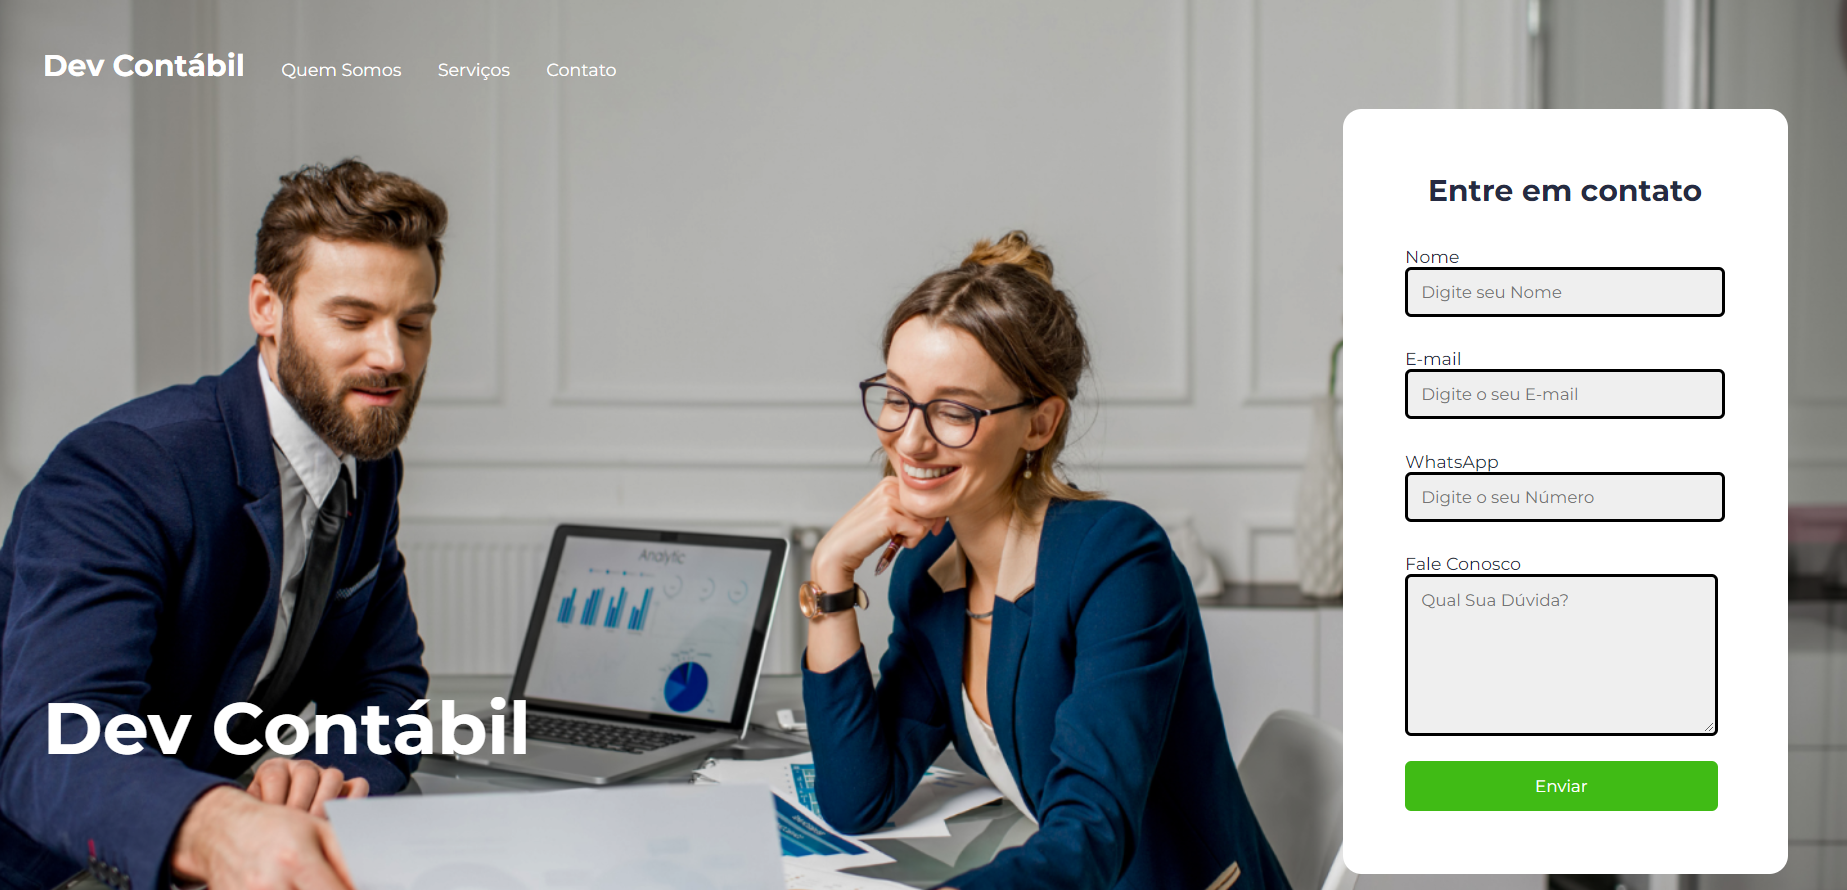 Dev Contábil
Quem Somos
Serviços
Contato
Entre em contato
Nome
Digite seu Nome
E-mail
Digite o seu E-mail
WhatsApp
Digite o seu Número
Fale Conosco
Qual Sua Dúvida?
Enviar
Analytic
Dev Contábil